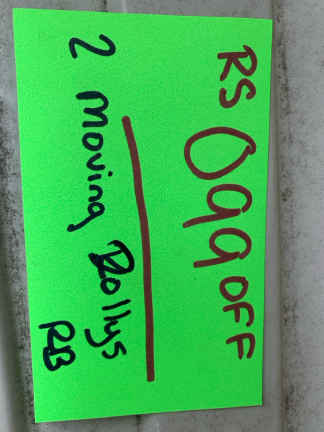 RS 099 OFF
2 Moving Dollys
RB